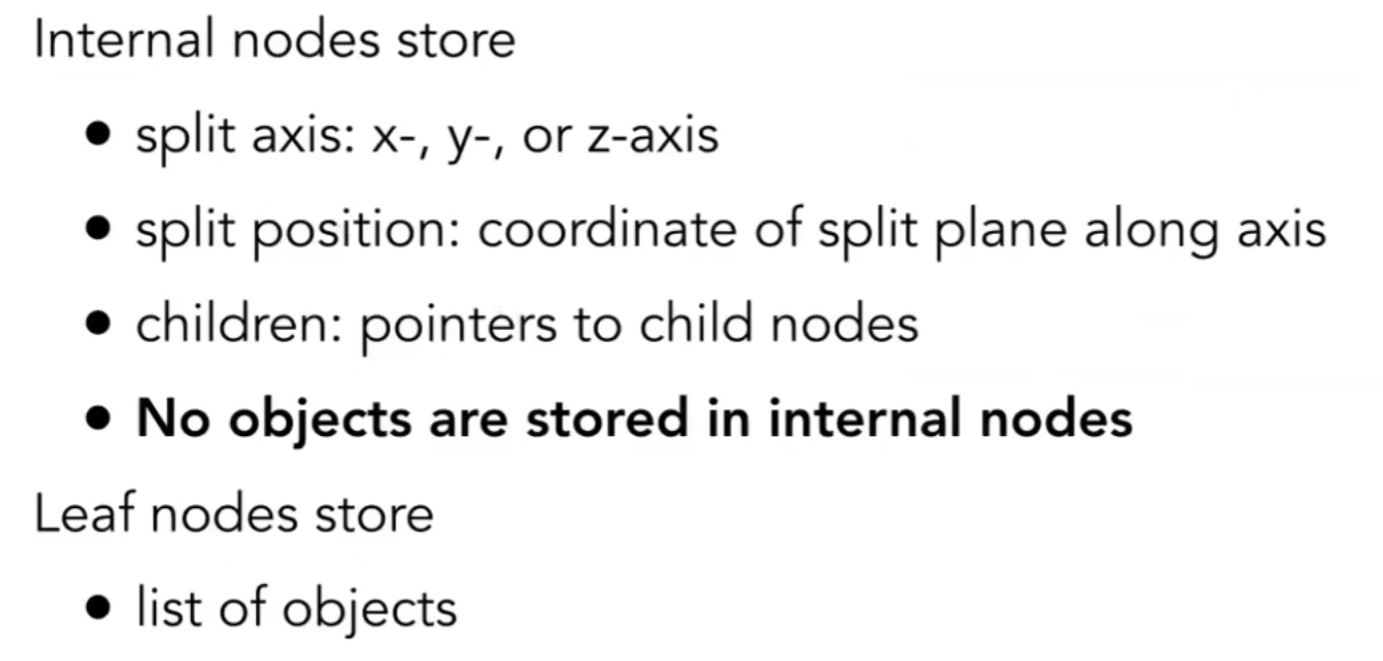 Internal nodes store
● split axis: x-, y-, or z-axis
● split position: coordinate of split plane along axis
● children: pointers to child nodes
● No objects are stored in internal nodes
Leaf nodes store
● list of objects